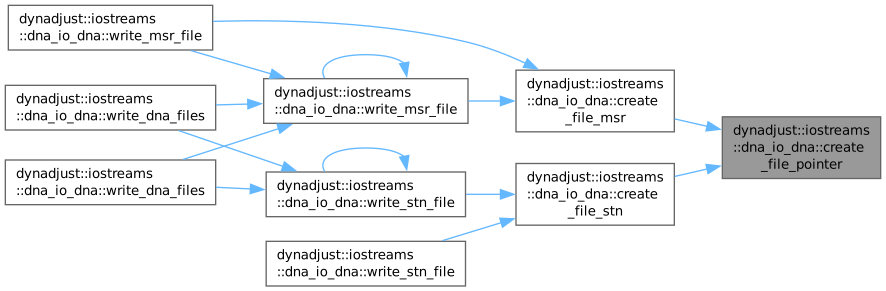 dynadjust::iostreams
::dna_io_dna::write_msr_file
dynadjust::iostreams
::dna_io_dna::write_dna_files
dynadjust::iostreams
::dna_io_dna::write_dna_files
dynadjust::iostreams
::dna_io_dna::write_msr_file
dynadjust::iostreams
::dna_io_dna::write_stn_file
dynadjust::iostreams
::dna_io_dna::write_stn_file
dynadjust::iostreams
::dna_io_dna::create
_file_msr
dynadjust::iostreams
::dna_io_dna::create
_file_stn
dynadjust::iostreams
::dna_io_dna::create
_file_pointer